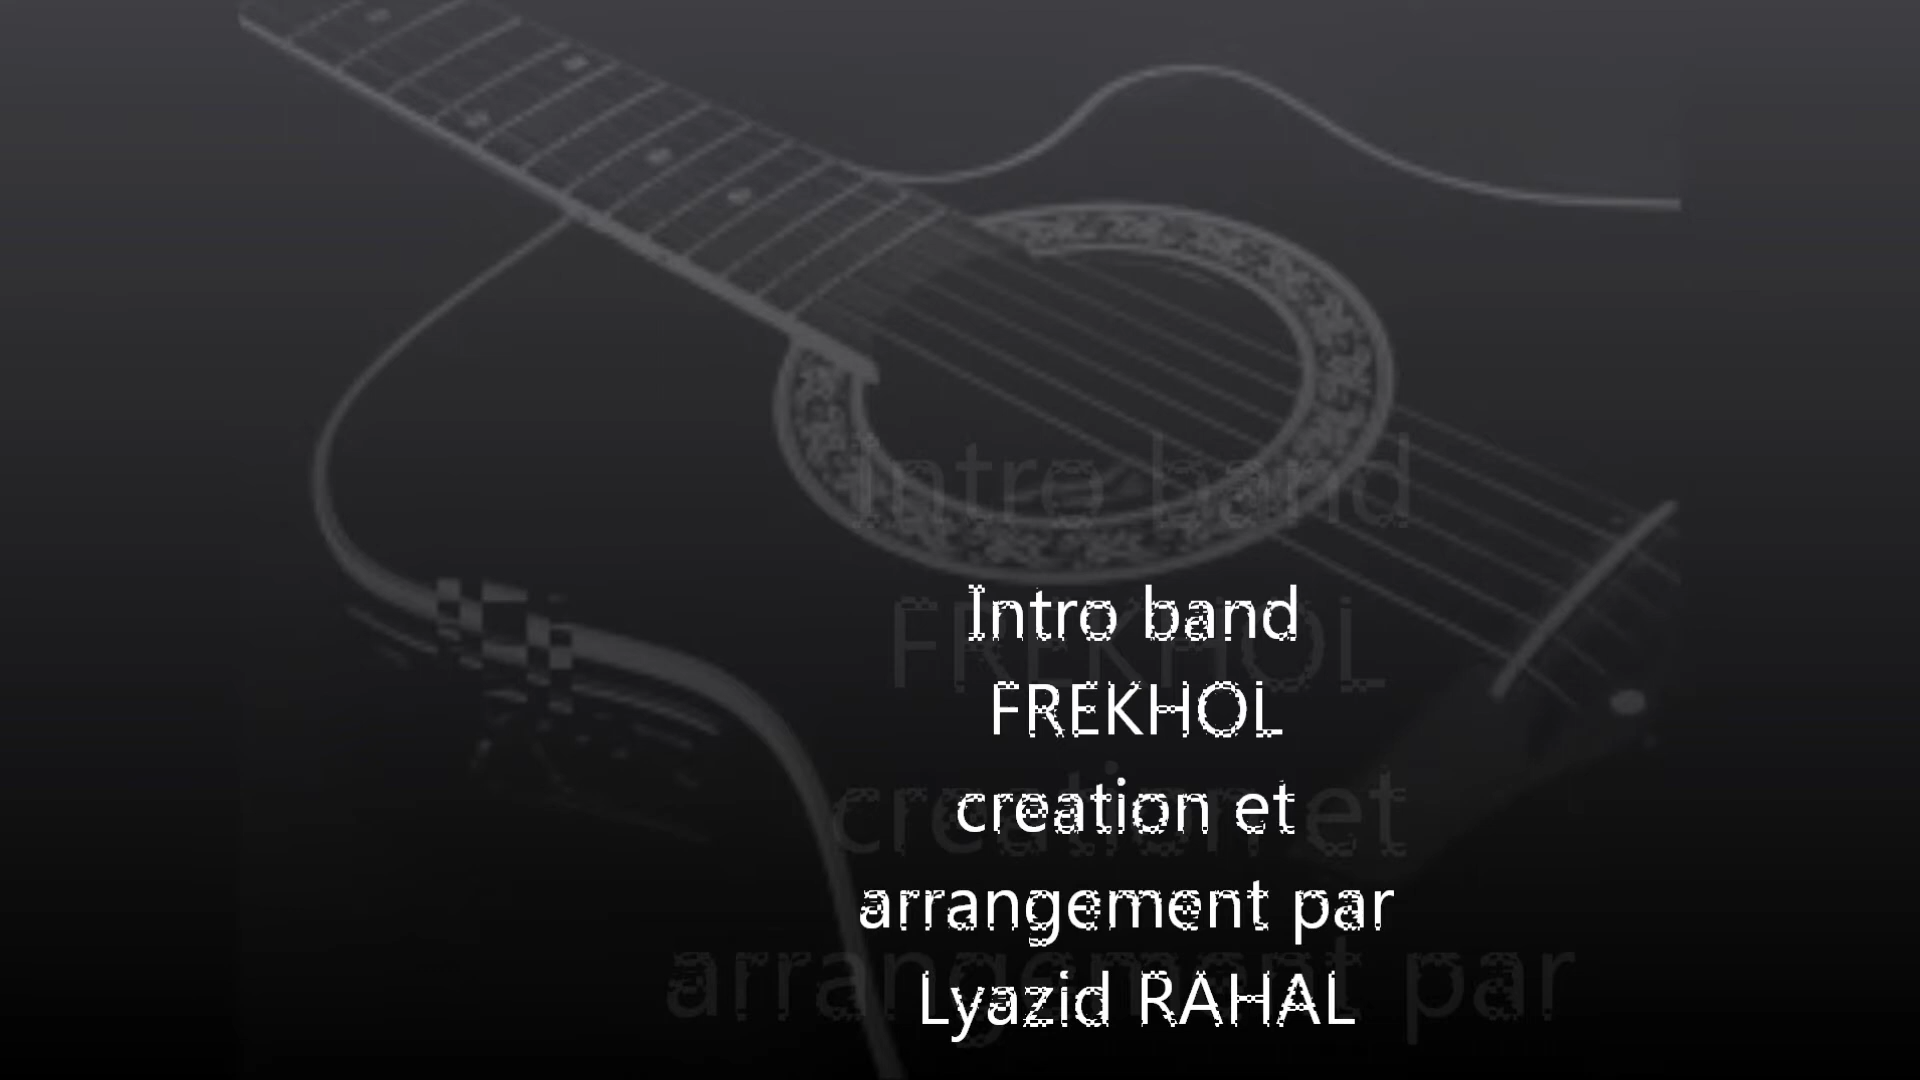 Intro band
FREKHOL
creation et
arrangement par
Lyazid RAHAL